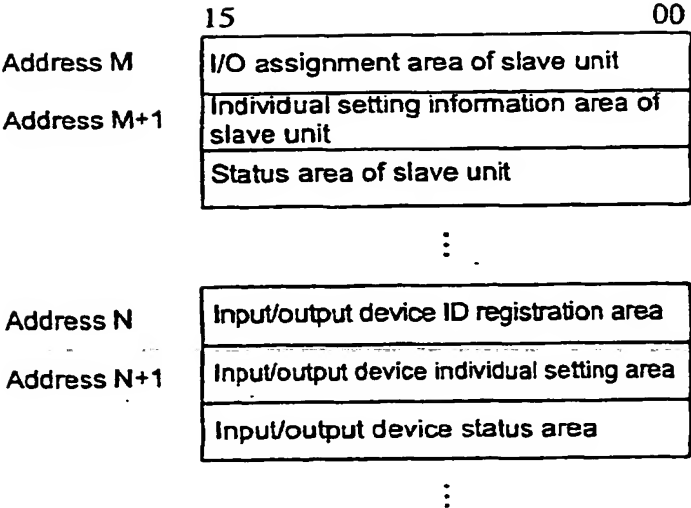 15 00
Address M I/O assignment area of slave unit
Address M+1 Individual setting information area of
slave unit
Status area of slave unit
⋮
Address N Input/output device ID registration area
Address N+1 Input/output device individual setting area
Input/output device status area
⋮